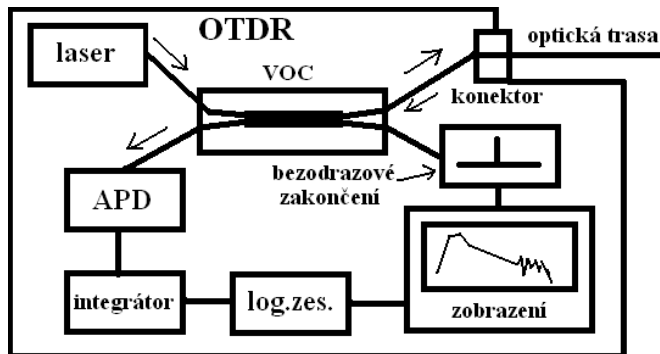 OTDR
laser
VOC
optická trasa
konektor
bezodrazové
zakončení
APD
integrátor
log.zes.
zobrazení